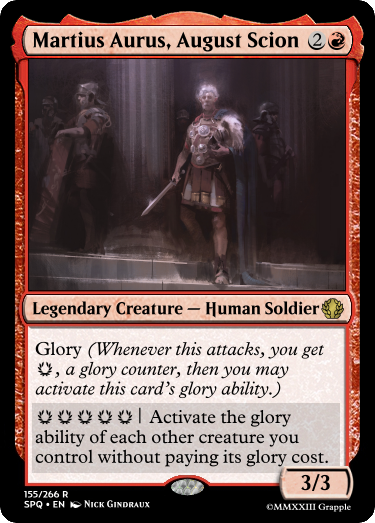 Martius Aurus, August Scion 2
Legendary Creature — Human Soldier
Glory (Whenever this attacks, you get
, a glory counter, then you may
activate this card's glory ability.)
| Activate the glory
ability of each other creature you
control without paying its glory cost.
3/3
155/266 R
SPQ • EN Nick Gindraux
©MMXXIII Grapple